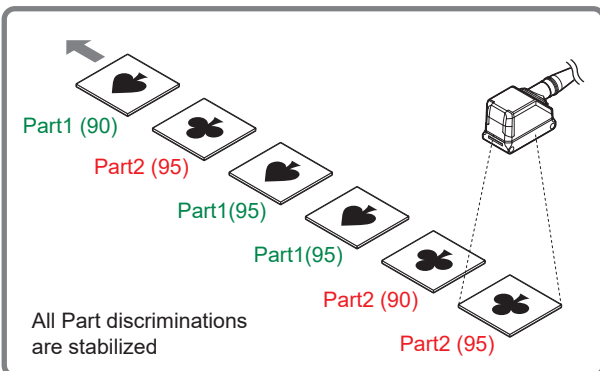 Part1 (90)
Part2 (95)
Part1(95)
Part1(95)
Part2 (90)
Part2 (95)
All Part discriminations
are stabilized